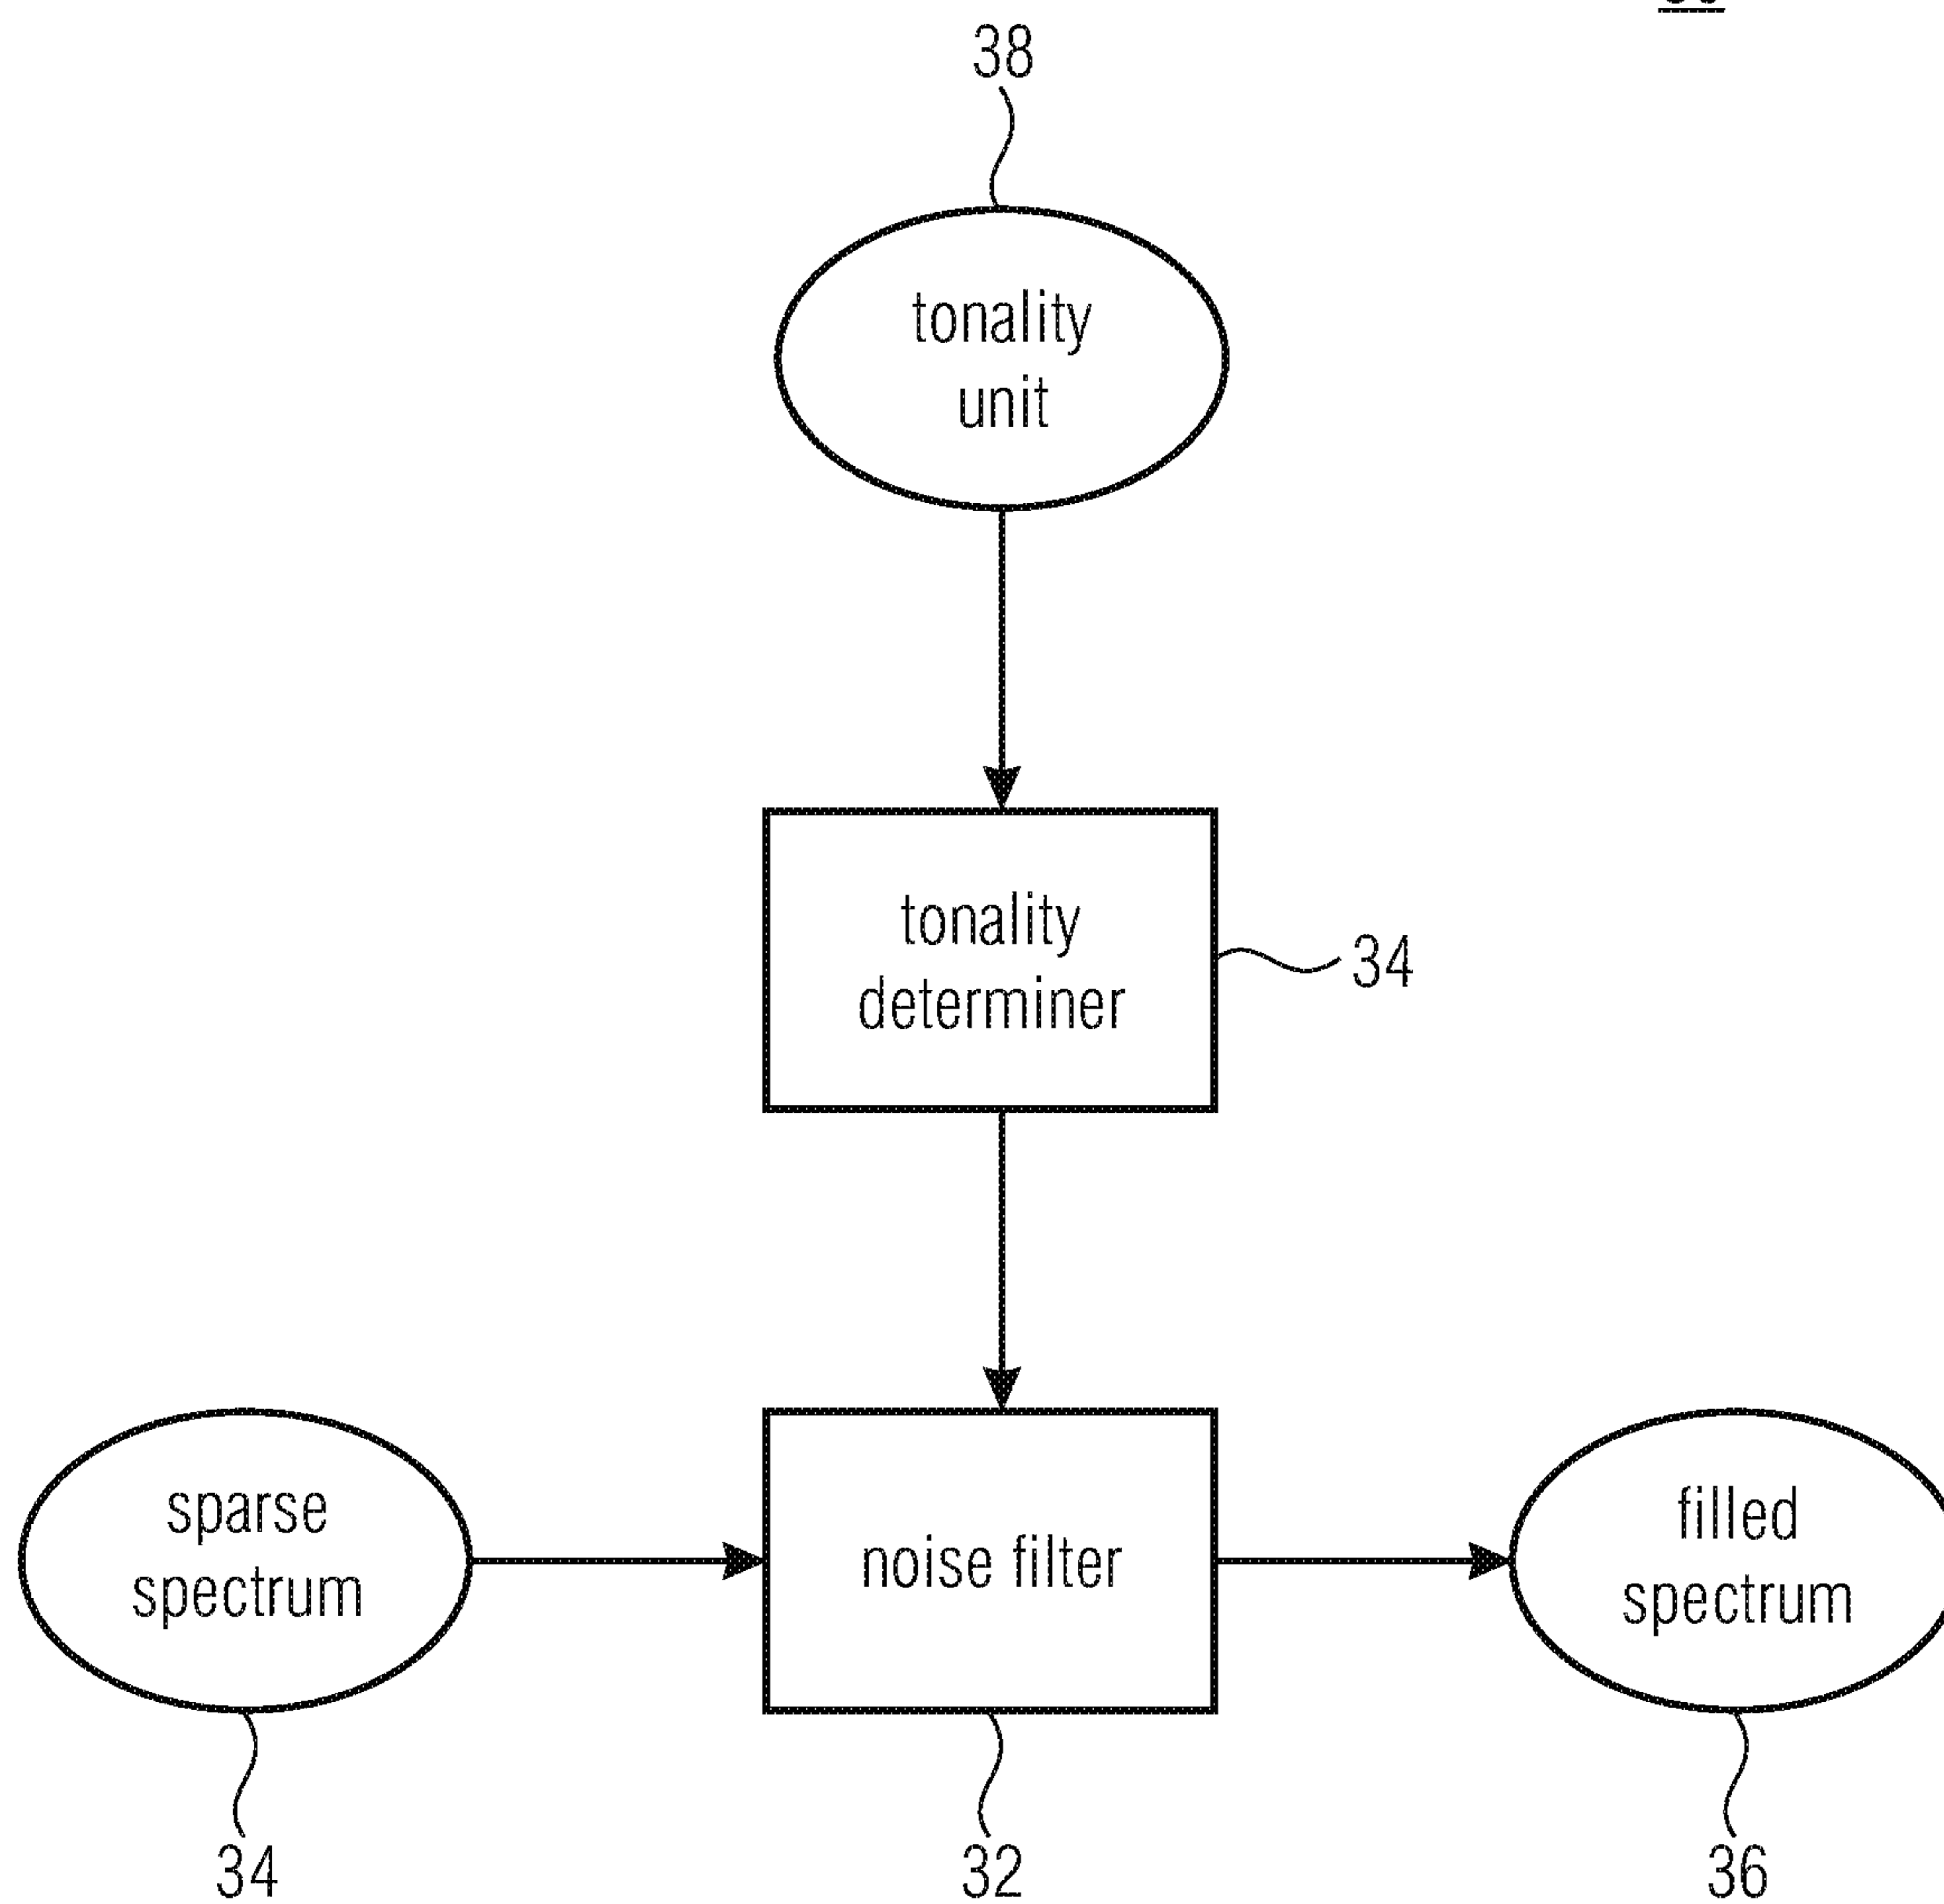 38
tonality
unit
tonality
determiner
34
sparse
spectrum
noise filter
filled
spectrum
34
32
36